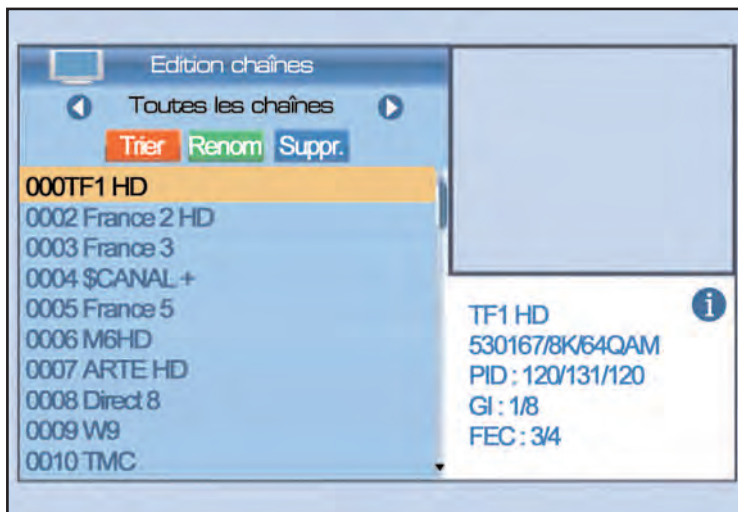 Edition chaînes
Toutes les chaînes
Trier Renom Suppr.
000TF1 HD
0002 France 2 HD
0003 France 3
0004 $CANAL +
0005 France 5
0006 M6HD
0007 ARTE HD
0008 Direct 8
0009 W9
0010 TMC
i
TF1 HD
530167/8K/64QAM
PID : 120/131/120
GI : 1/8
FEC : 3/4